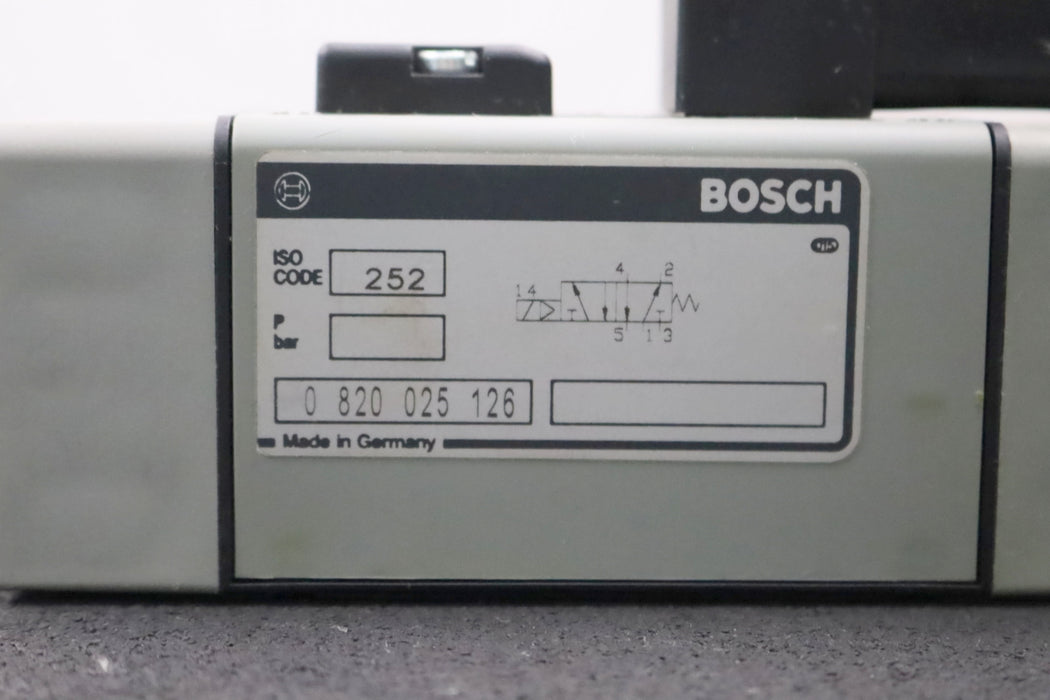 BOSCH
ISO
CODE 252
14 4 2
P
bar
5 1 3
0 820 025 126
Made in Germany